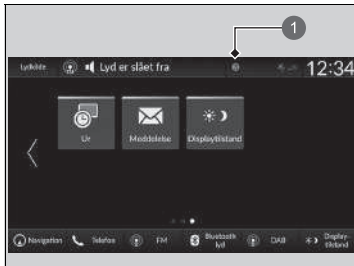 1
Lydkilde Lyd er slået fra 12:34
Ur Meddelelse Displaytilstand
Navigation Telefon FM Bluetooth lyd DAB Display-tilstand